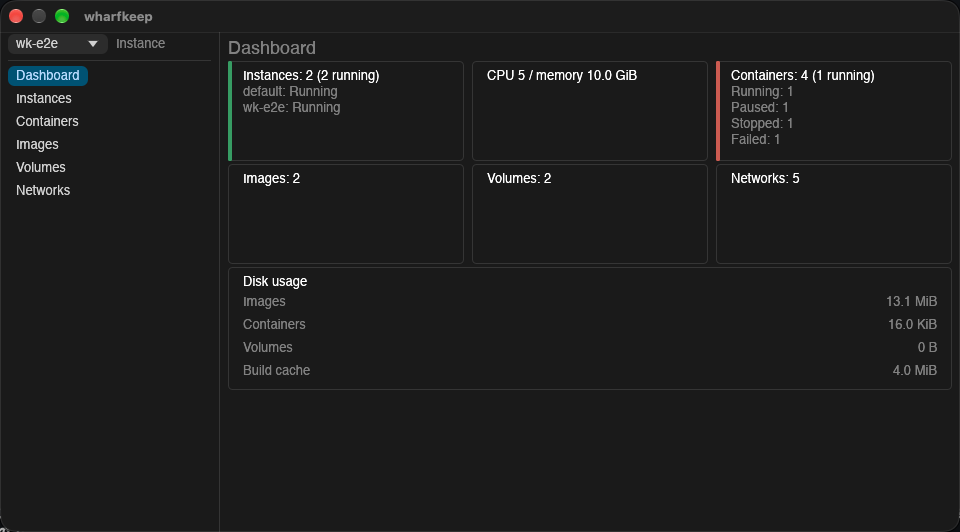 wharfkeep
wk-e2e Instance
Dashboard
Instances
Containers
Images
Volumes
Networks
Dashboard
Instances: 2 (2 running)
default: Running
wk-e2e: Running
CPU 5 / memory 10.0 GiB
Containers: 4 (1 running)
Running: 1
Paused: 1
Stopped: 1
Failed: 1
Images: 2
Volumes: 2
Networks: 5
Disk usage
Images 13.1 MiB
Containers 16.0 KiB
Volumes 0 B
Build cache 4.0 MiB